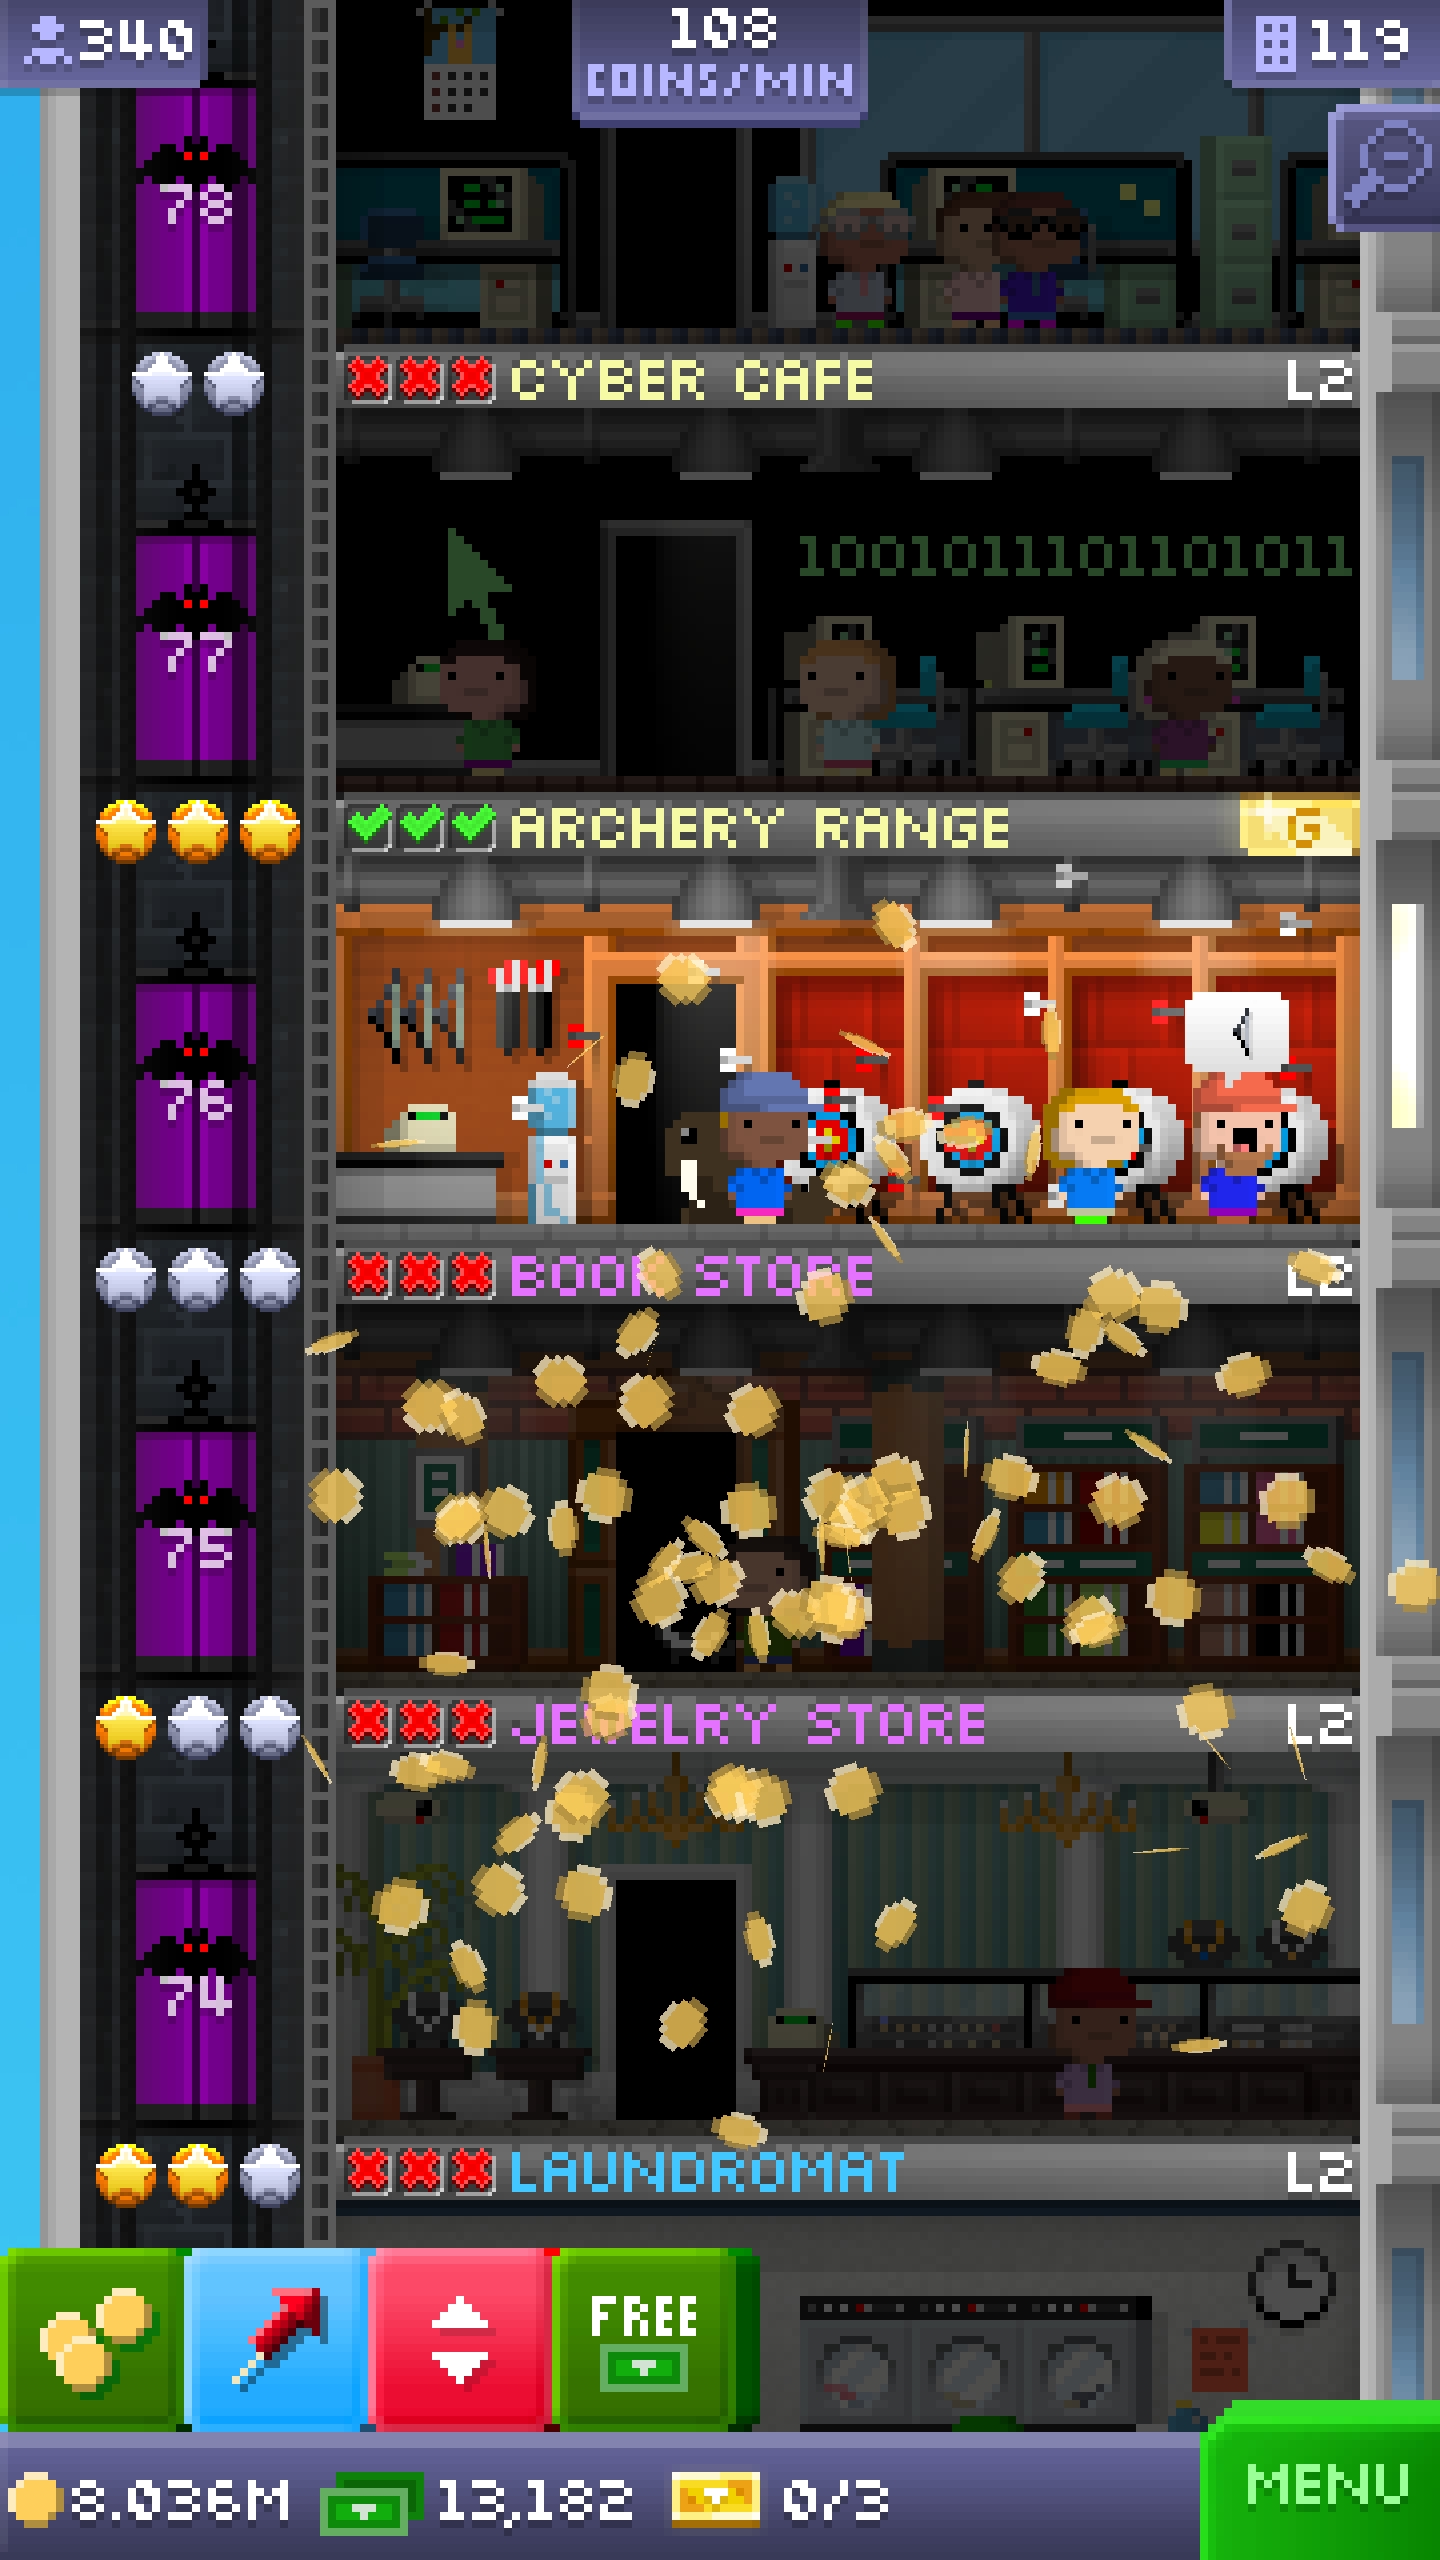 340
108
COINS/MIN
119
78
CYBER CAFE L2
1001011101101011
77
ARCHERY RANGE G
76
BOOK STORE L2
75
JEWELRY STORE L2
74
LAUNDROMAT L2
FREE
8.036M 13,182 0/3
MENU